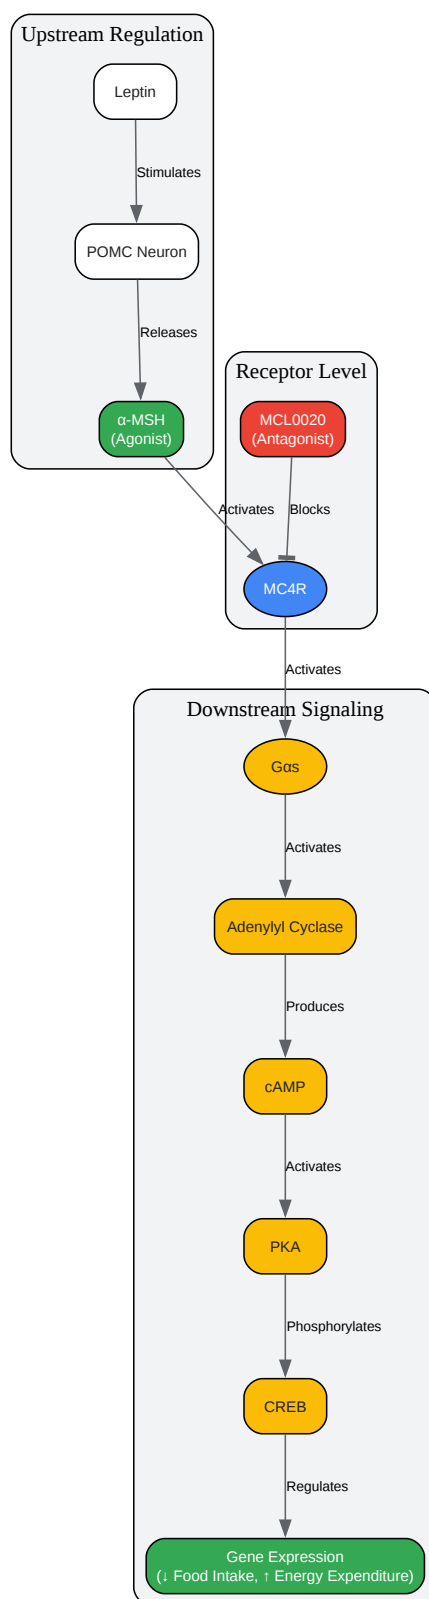 Upstream Regulation
Leptin
Stimulates
POMC Neuron
Releases
α-MSH
(Agonist)
Receptor Level
MCL0020
(Antagonist)
Activates
Blocks
MC4R
Activates
Downstream Signaling
Gαs
Activates
Adenylyl Cyclase
Produces
cAMP
Activates
PKA
Phosphorylates
CREB
Regulates
Gene Expression
(↓ Food Intake, ↑ Energy Expenditure)